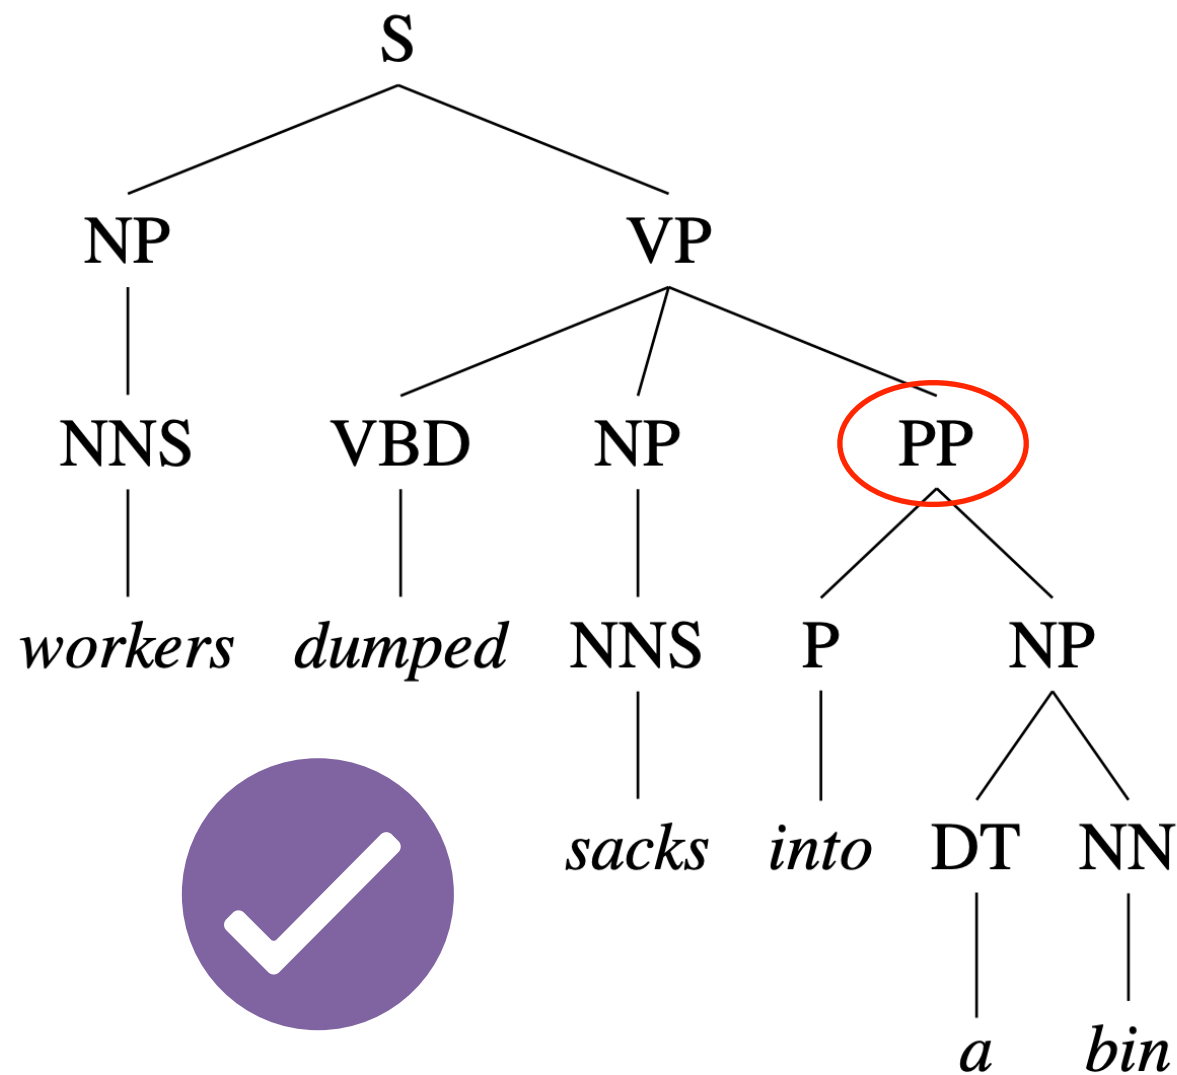 S
NP VP
NNS VBD NP PP
workers dumped NNS P NP
sacks into DT NN
a bin